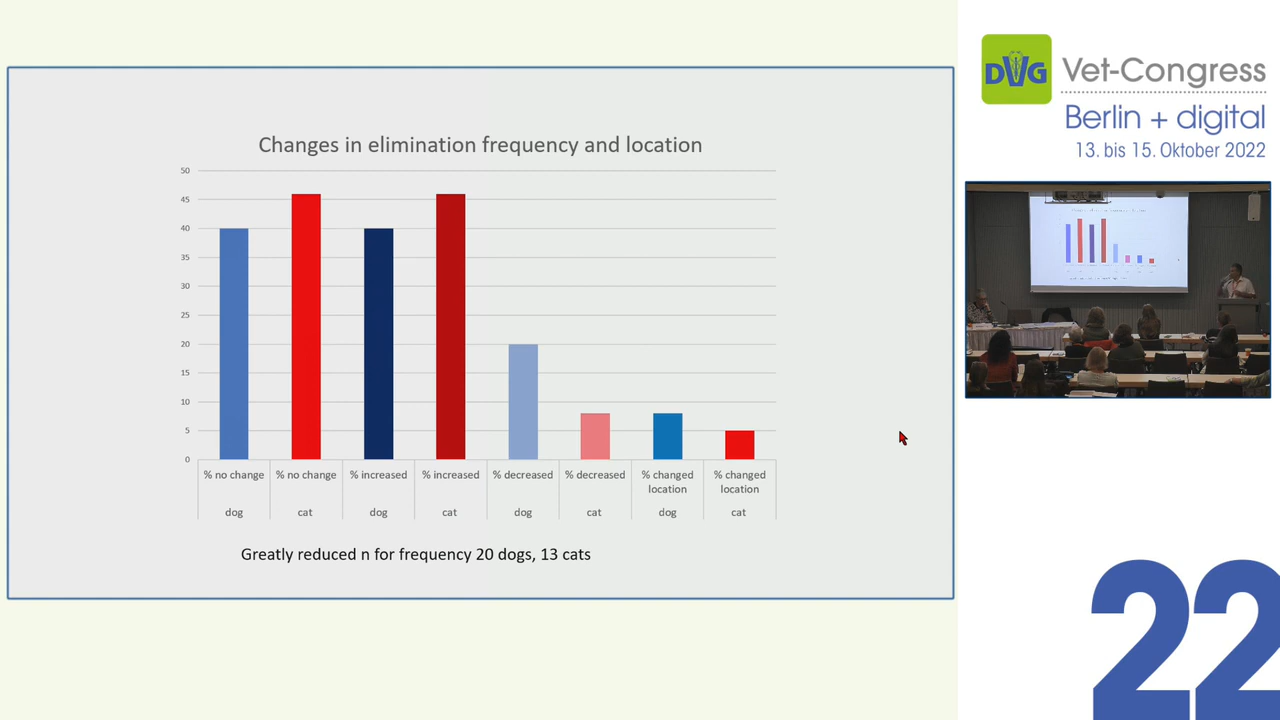 Changes in elimination frequency and location
50
45
40
35
30
25
20
15
10
5
0
% no change % no change % increased % increased % decreased % decreased % changed location % changed location
dog cat dog cat dog cat dog cat
Greatly reduced n for frequency 20 dogs, 13 cats
DVG
Vet-Congress
Berlin + digital
13. bis 15. Oktober 2022
22